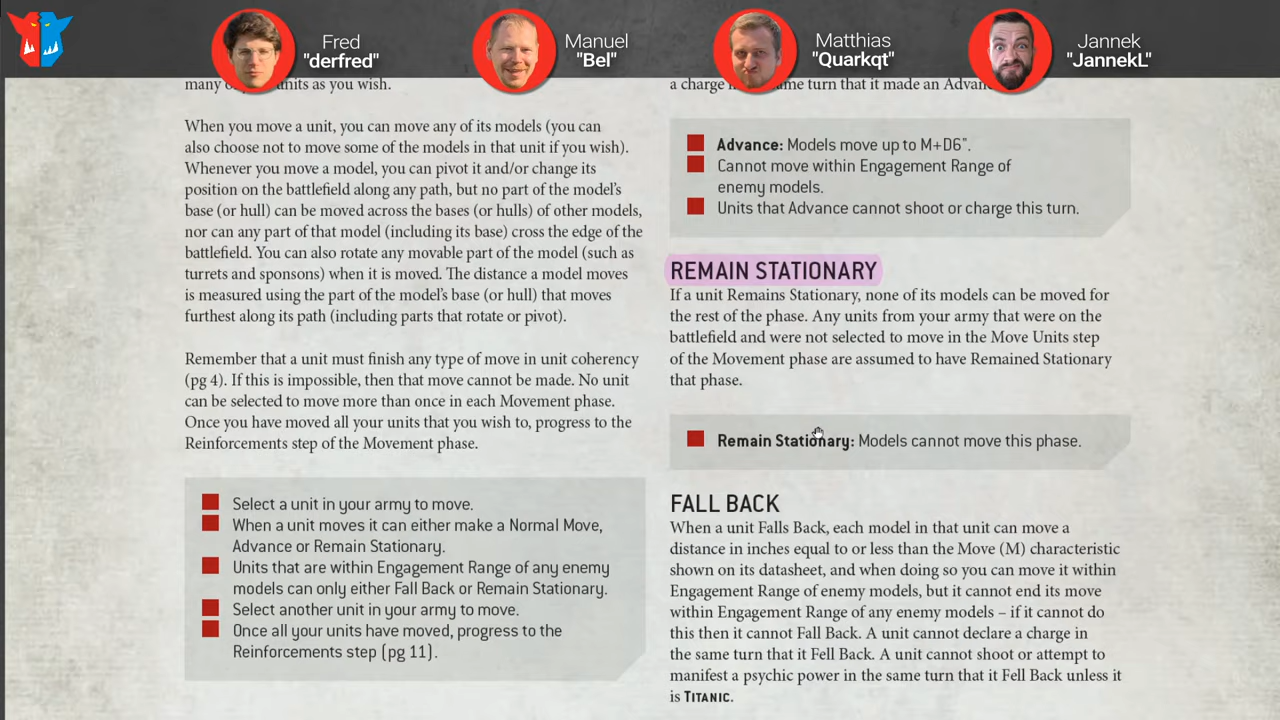 Fred
"derfred"
Manuel
"Bel"
Matthias
"Quarkqt"
Jannek
"JannekL"
many units as you wish.
When you move a unit, you can move any of its models (you can
also choose not to move some of the models in that unit if you wish).
Whenever you move a model, you can pivot it and/or change its
position on the battlefield along any path, but no part of the model's
base (or hull) can be moved across the bases (or hulls) of other models,
nor can any part of that model (including its base) cross the edge of the
battlefield. You can also rotate any movable part of the model (such as
turrets and sponsons) when it is moved. The distance a model moves
is measured using the part of the model's base (or hull) that moves
furthest along its path (including parts that rotate or pivot).
Remember that a unit must finish any type of move in unit coherency
(pg 4). If this is impossible, then that move cannot be made. No unit
can be selected to move more than once in each Movement phase.
Once you have moved all your units that you wish to, progress to the
Reinforcements step of the Movement phase.
Select a unit in your army to move.
When a unit moves it can either make a Normal Move,
Advance or Remain Stationary.
Units that are within Engagement Range of any enemy
models can only either Fall Back or Remain Stationary.
Select another unit in your army to move.
Once all your units have moved, progress to the
Reinforcements step (pg 11).
a charge turn that it made an
Advance: Models move up to M+D6".
Cannot move within Engagement Range of
enemy models.
Units that Advance cannot shoot or charge this turn.
REMAIN STATIONARY
If a unit Remains Stationary, none of its models can be moved for
the rest of the phase. Any units from your army that were on the
battlefield and were not selected to move in the Move Units step
of the Movement phase are assumed to have Remained Stationary
that phase.
Remain Stationary: Models cannot move this phase.
FALL BACK
When a unit Falls Back, each model in that unit can move a
distance in inches equal to or less than the Move (M) characteristic
shown on its datasheet, and when doing so you can move it within
Engagement Range of enemy models, but it cannot end its move
within Engagement Range of any enemy models – if it cannot do
this then it cannot Fall Back. A unit cannot declare a charge in
the same turn that it Fell Back. A unit cannot shoot or attempt to
manifest a psychic power in the same turn that it Fell Back unless it
is TITANIC.